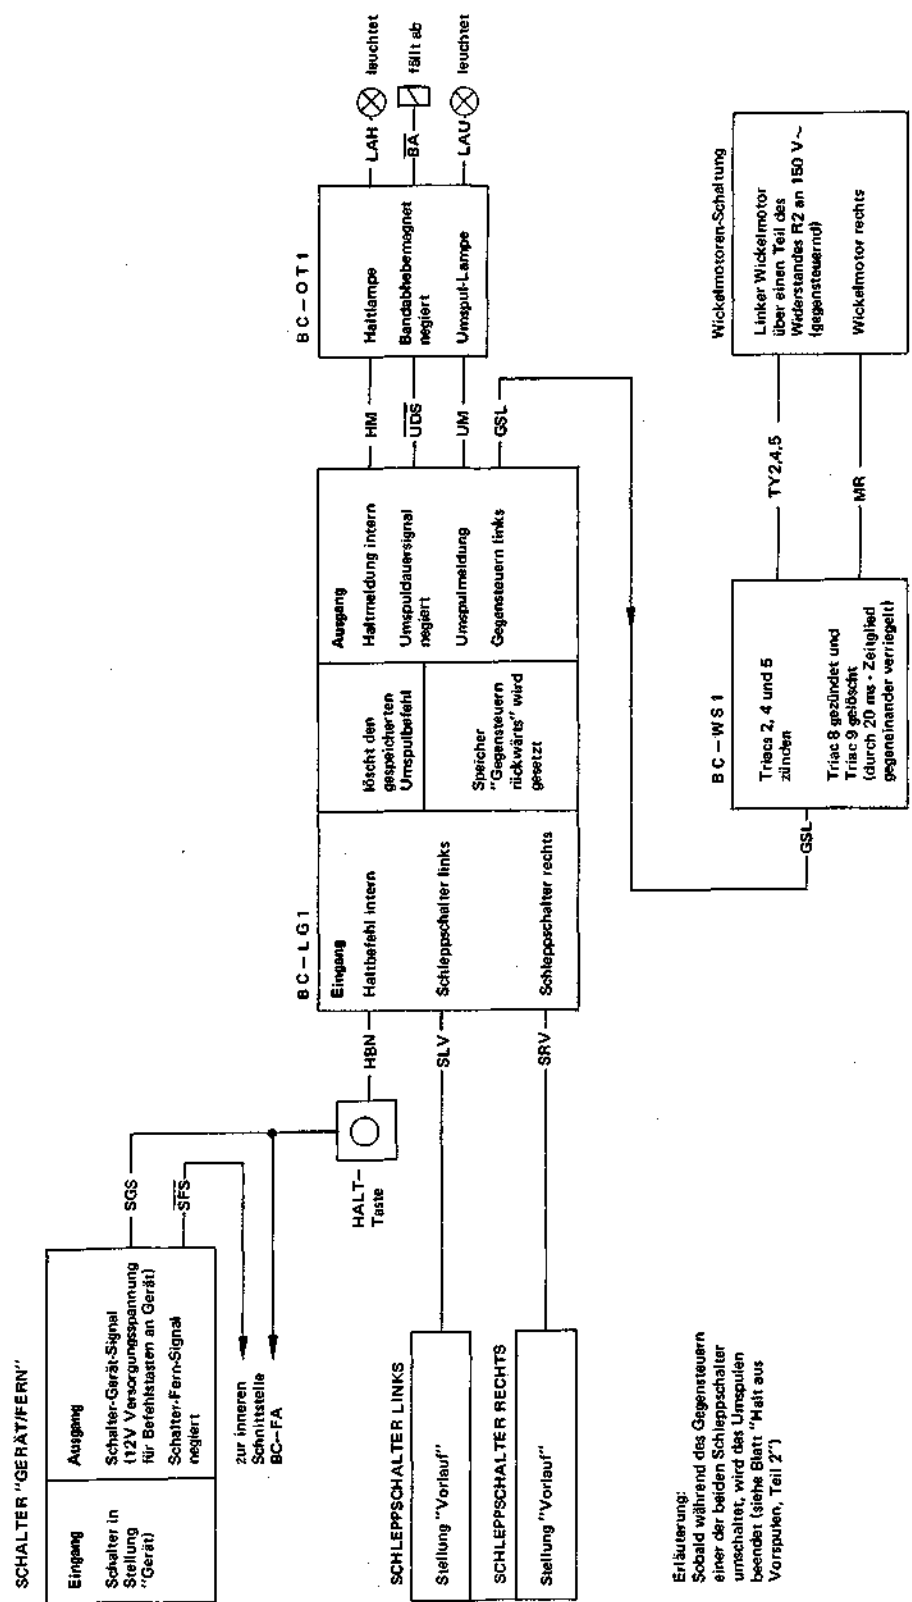 SCHALTER "GERÄT/FERN"
Eingang
Schalter in
Stellung
"Gerät"
Ausgang
Schalter-Gerät-Signal
(12V Versorgungsspannung
für Befehlstasten an Gerät)
Schalter-Fern-Signal
negiert
SGS
SFS
zur inneren
Schnittstelle
BC–FA
HALT–
Taste
HBN
SCHLEPPSCHALTER LINKS
Stellung "Vorlauf"
SLV
SCHLEPPSCHALTER RECHTS
Stellung "Vorlauf"
SRV
BC–LG1
Eingang
Haltbefehl intern
Schleppschalter links
Schleppschalter rechts
löscht den
gespeicherten
Umspulbefehl
Speicher
"Gegensteuern
rückwärts" wird
gesetzt
Ausgang
Haltmeldung intern
Umspuldauersignal
negiert
Umspulmeldung
Gegensteuern links
HM
UDS
UM
GSL
BC–OT1
Haltlampe
Bandabhebemagnet
negiert
Umspul-Lampe
LAH
leuchtet
BA
fällt ab
LAU
leuchtet
GSL
BC–WS1
Triacs 2, 4 und 5
zünden
Triac 8 gezündet und
Triac 9 gelöscht
(durch 20 ms - Zeitglied
gegeneinander verriegelt)
TY2,4,5
MR
Wickelmotoren-Schaltung
Linker Wickelmotor
über einen Teil des
Widerstandes R2 an 150 V~
(gegensteuernd)
Wickelmotor rechts
Erläuterung:
Sobald während des Gegensteuern
einer der beiden Schleppschalter
umschaltet, wird das Umspulen
beendet (siehe Blatt "Halt aus
Vorspulen, Teil 2")